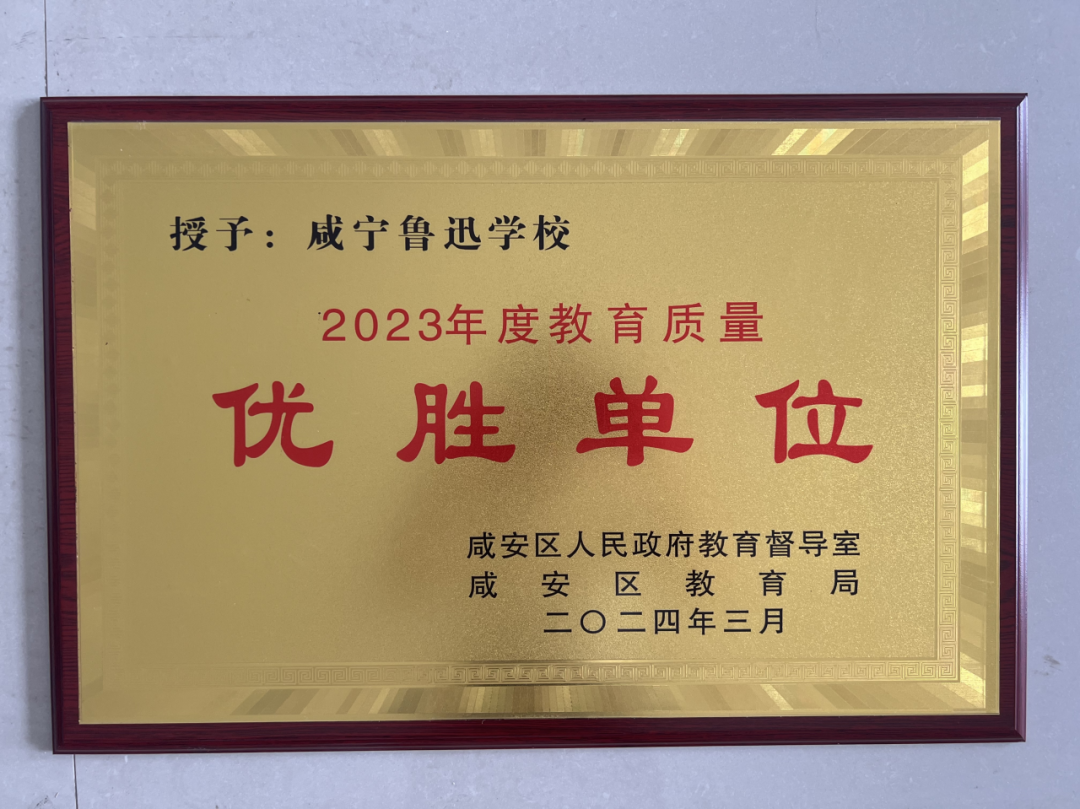 授予：咸宁鲁迅学校
2023年度教育质量
优胜单位
咸安区人民政府教育督导室
咸安区教育局
二〇二四年三月